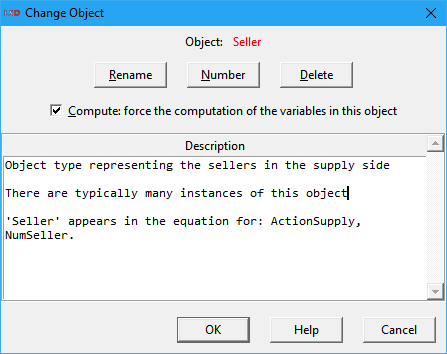 LMD Change Object
Object: Seller
Rename Number Delete
Compute: force the computation of the variables in this object
Description
Object type representing the sellers in the supply side
There are typically many instances of this object
'Seller' appears in the equation for: ActionSupply,
NumSeller.
OK Help Cancel